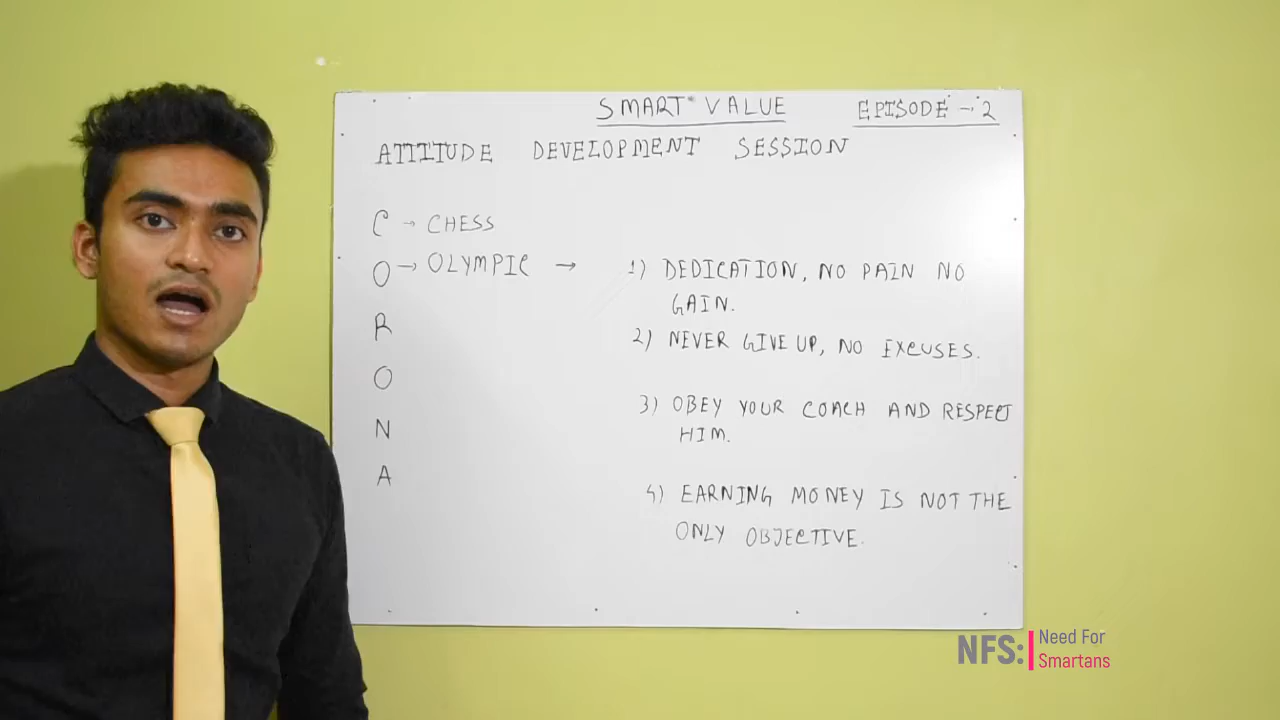 SMART VALUE EPISODE - 2
ATTITUDE DEVELOPMENT SESSION
C → CHESS
O → OLYMPIC → 1) DEDICATION, NO PAIN NO
GAIN.
R 2) NEVER GIVE UP, NO EXCUSES.
O
3) OBEY YOUR COACH AND RESPECT
N HIM.
A
4) EARNING MONEY IS NOT THE
ONLY OBJECTIVE.
NFS: Need For
Smartans